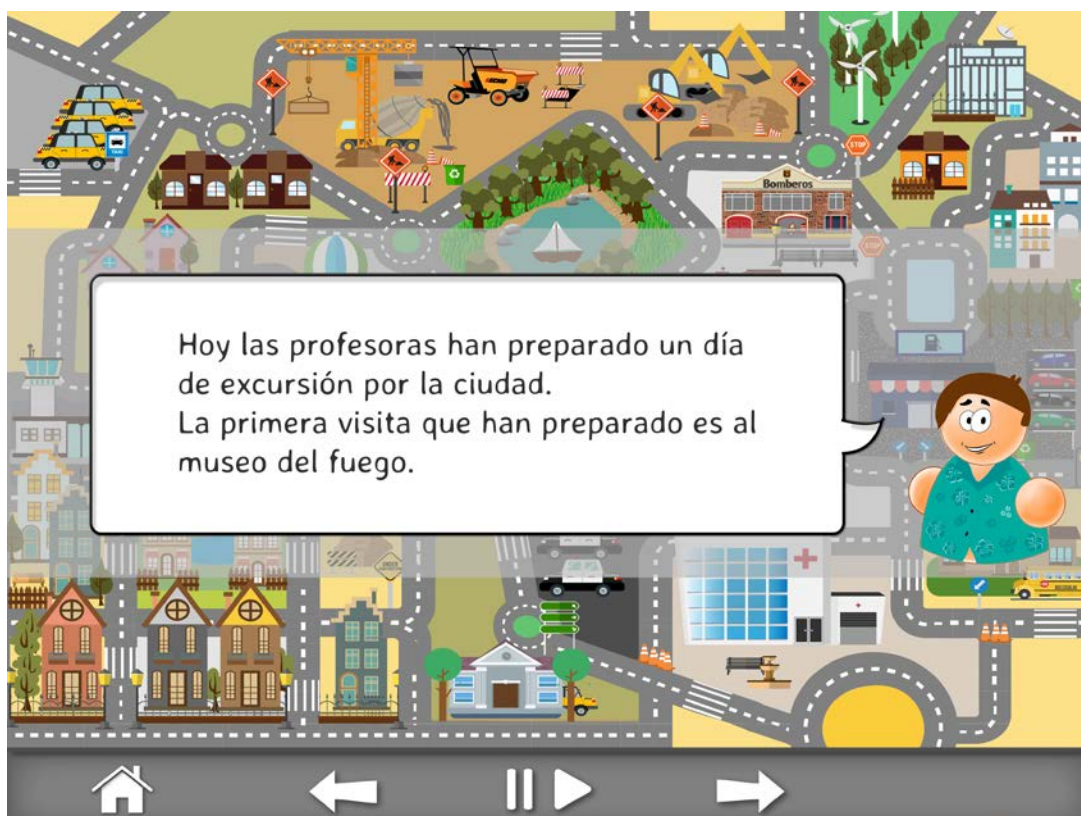 TAXI
STOP
Bomberos
STOP
Hoy las profesoras han preparado un día
de excursión por la ciudad.
La primera visita que han preparado es al
museo del fuego.